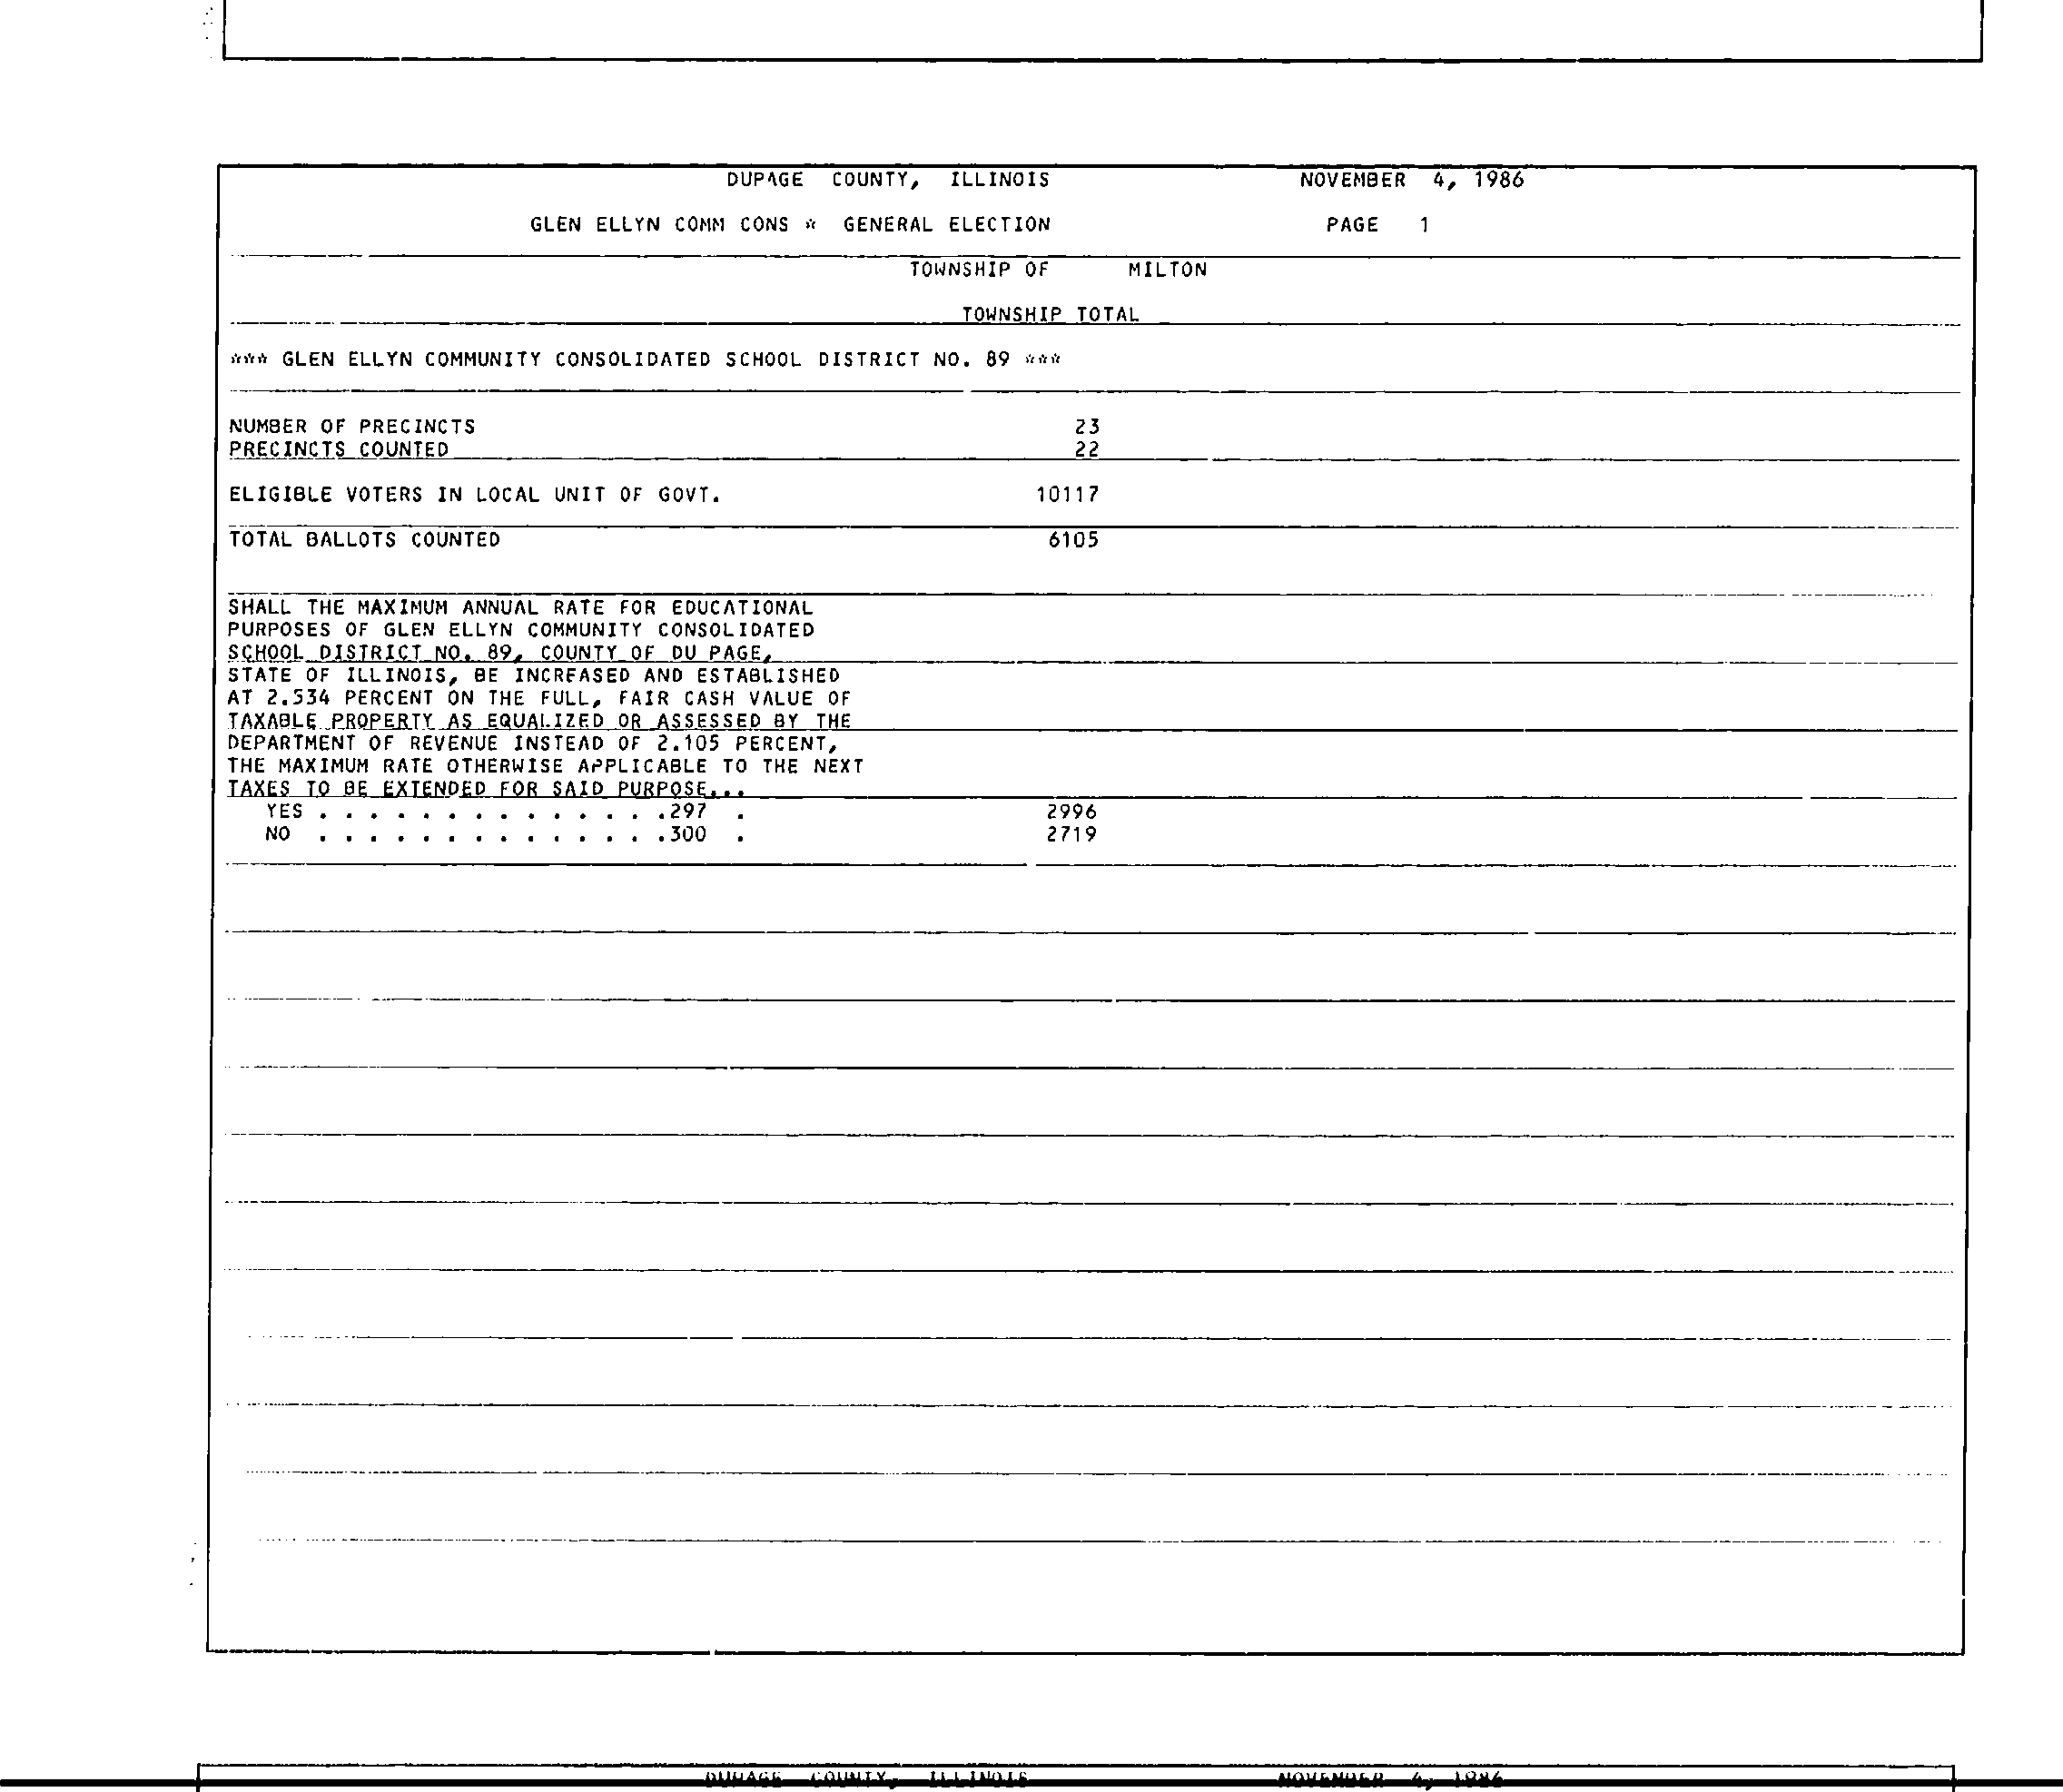 DUPAGE COUNTY, ILLINOIS NOVEMBER 4, 1986
GLEN ELLYN COMM CONS * GENERAL ELECTION PAGE 1
TOWNSHIP OF MILTON
TOWNSHIP TOTAL
*** GLEN ELLYN COMMUNITY CONSOLIDATED SCHOOL DISTRICT NO. 89 ***
NUMBER OF PRECINCTS 23
PRECINCTS COUNTED 22
ELIGIBLE VOTERS IN LOCAL UNIT OF GOVT. 10117
TOTAL BALLOTS COUNTED 6105
SHALL THE MAXIMUM ANNUAL RATE FOR EDUCATIONAL
PURPOSES OF GLEN ELLYN COMMUNITY CONSOLIDATED
SCHOOL DISTRICT NO. 89, COUNTY OF DU PAGE,
STATE OF ILLINOIS, BE INCREASED AND ESTABLISHED
AT 2.534 PERCENT ON THE FULL, FAIR CASH VALUE OF
TAXABLE PROPERTY AS EQUALIZED OR ASSESSED BY THE
DEPARTMENT OF REVENUE INSTEAD OF 2.105 PERCENT,
THE MAXIMUM RATE OTHERWISE APPLICABLE TO THE NEXT
TAXES TO BE EXTENDED FOR SAID PURPOSE...
YES . . . . . . . . . . . . . .297 . 2996
NO . . . . . . . . . . . . . .300 . 2719
DUPAGE COUNTY, ILLINOIS NOVEMBER 4, 1986